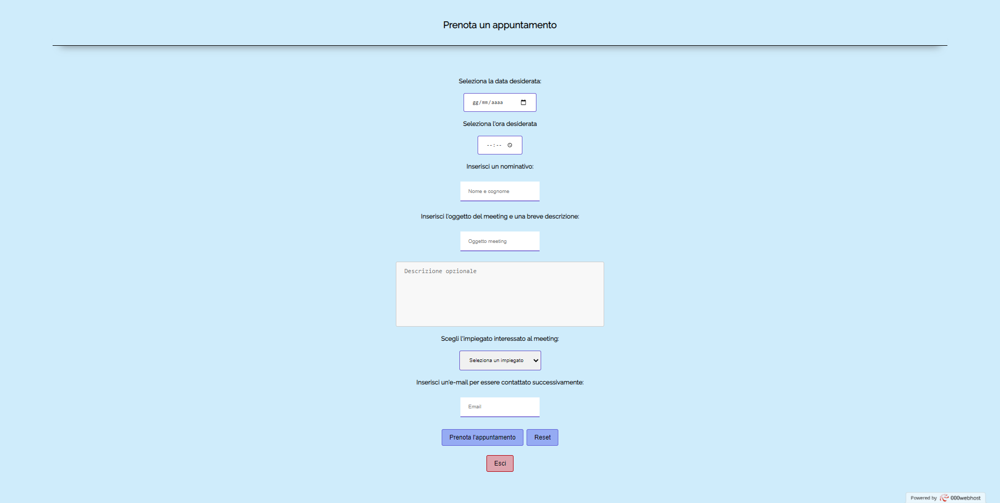 Prenota un appuntamento
Seleziona la data desiderata:
gg/mm/aaaa
Seleziona l'ora desiderata
--:--
Inserisci un nominativo:
Nome e cognome
Inserisci l'oggetto del meeting e una breve descrizione:
Oggetto meeting
Descrizione opzionale
Scegli l'impiegato interessato al meeting:
Seleziona un impiegato
Inserisci un'e-mail per essere contattato successivamente:
Email
Prenota l'appuntamento Reset
Esci
Powered by 000webhost